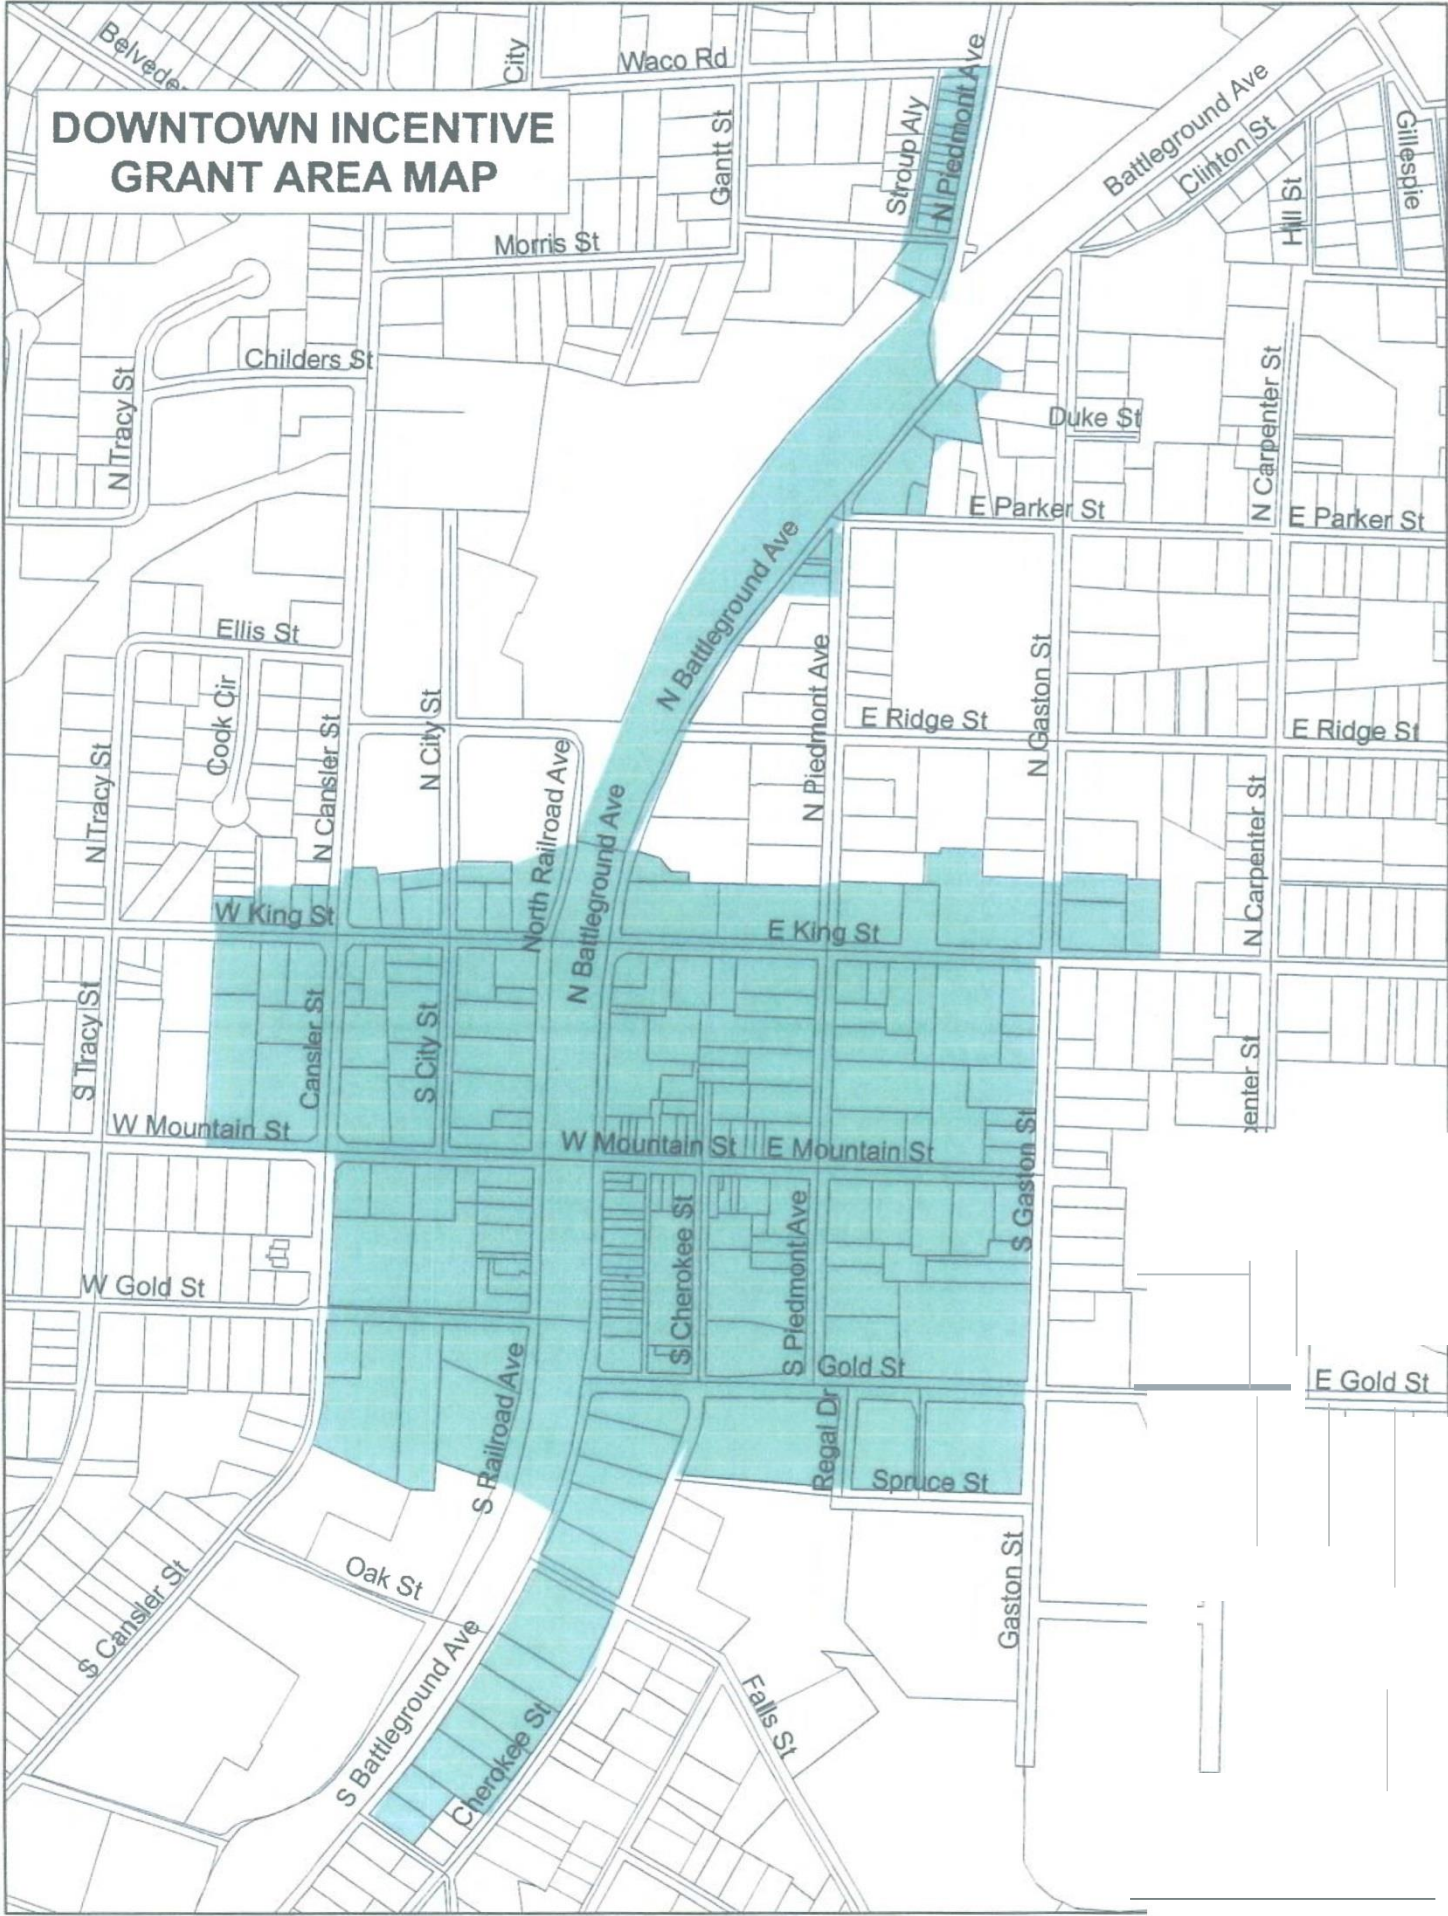 Belveder
City
Waco Rd
N Piedmont Ave
DOWNTOWN INCENTIVE
GRANT AREA MAP
Gantt St
Stroup Aly
Battleground Ave
Clinton St
Hill St
Gillespie
Morris St
Childers St
N Tracy St
Duke St
N Carpenter St
E Parker St
E Parker St
N Battleground Ave
Ellis St
Cook Cir
N Cansler St
N City St
N Piedmont Ave
N Gaston St
E Ridge St
E Ridge St
N Tracy St
North Railroad Ave
N Battleground Ave
N Carpenter St
W King St
E King St
S Tracy St
Cansler St
S City St
enter St
W Mountain St
W Mountain St
E Mountain St
S Gaston St
S Cherokee St
S Piedmont Ave
W Gold St
Gold St
E Gold St
S Railroad Ave
Regal Dr
Spruce St
Oak St
S Cansler St
Gaston St
S Battleground Ave
Cherokee St
Falls St